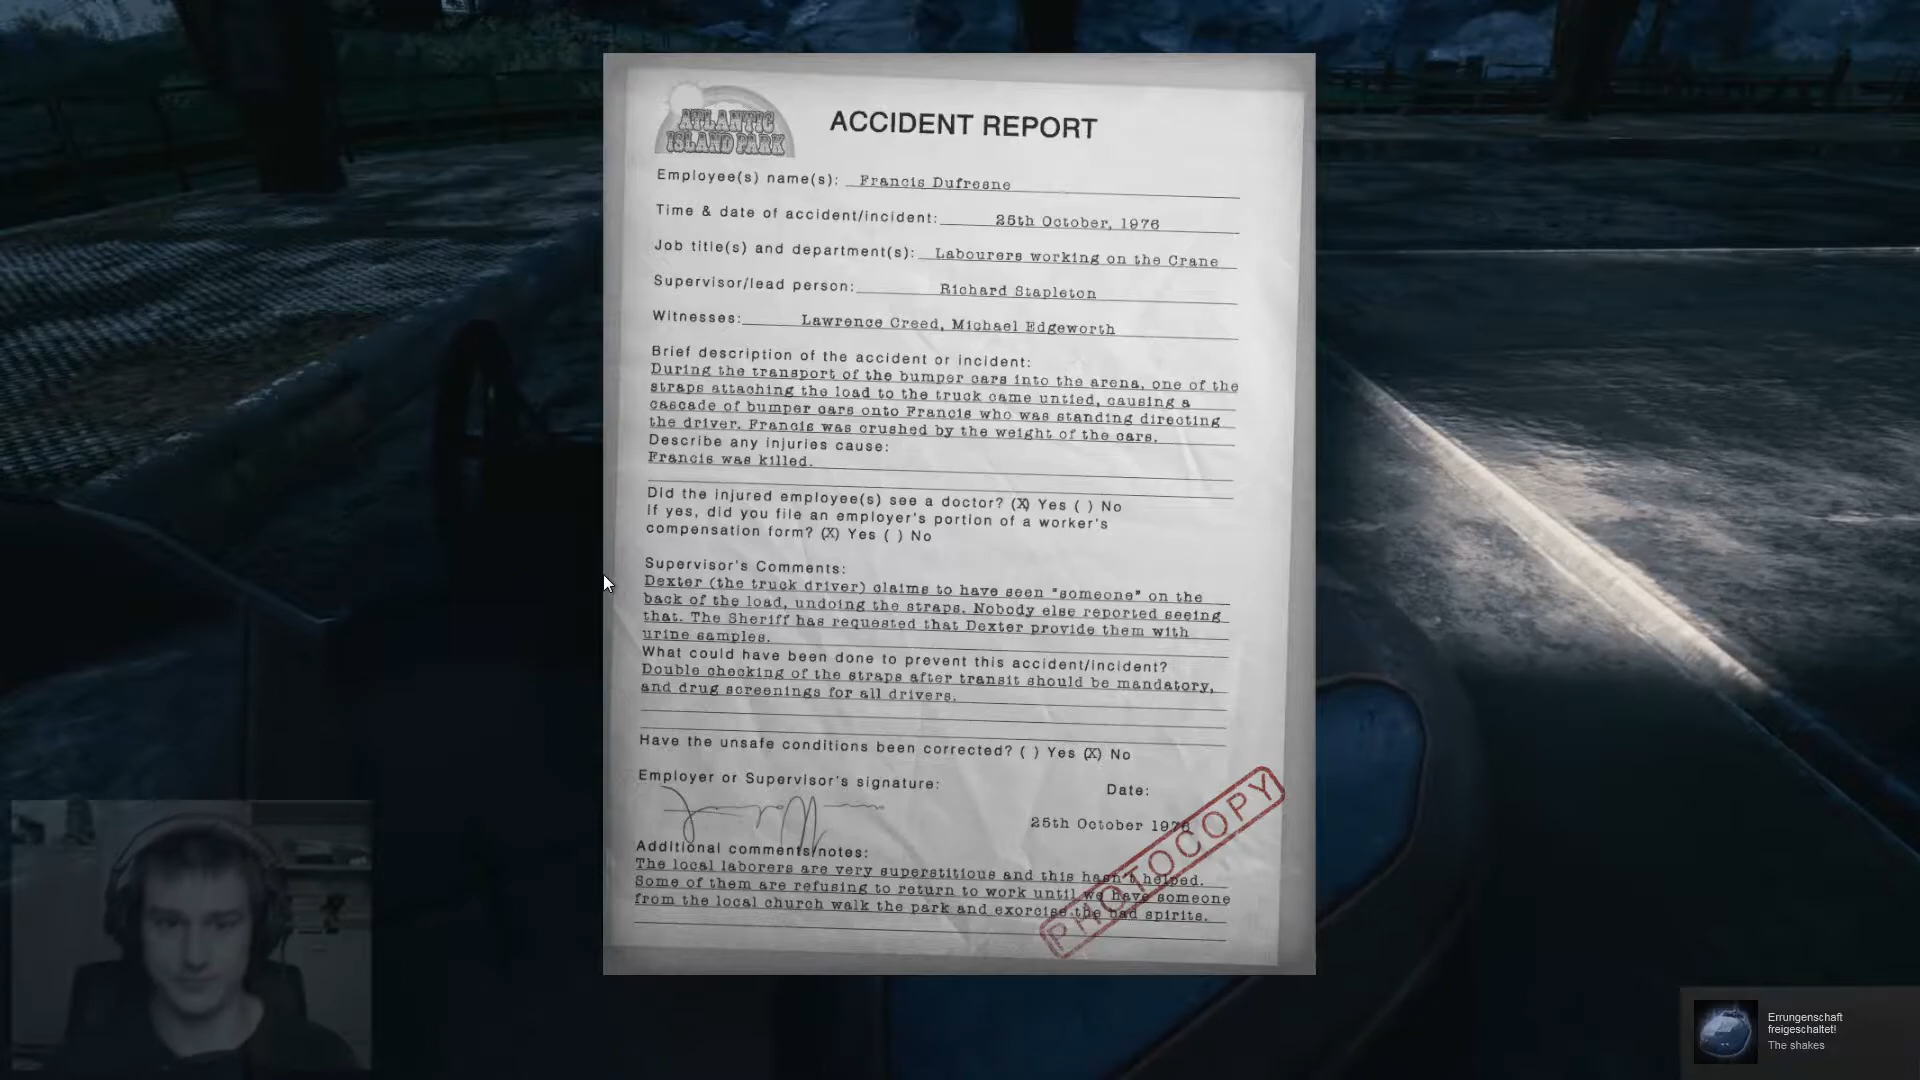 ATLANTIC
ISLAND PARK
ACCIDENT REPORT
Employee(s) name(s): Francis Dufresne
Time & date of accident/incident: 25th October, 1976
Job title(s) and department(s): Labourers working on the Crane
Supervisor/lead person: Richard Stapleton
Witnesses: Lawrence Creed, Michael Edgeworth
Brief description of the accident or incident:
During the transport of the bumper cars into the arena, one of the
straps attaching the load to the truck came untied, causing a
cascade of bumper cars onto Francis who was standing directing
the driver. Francis was crushed by the weight of the cars.
Describe any injuries cause:
Francis was killed.
Did the injured employee(s) see a doctor? (X) Yes ( ) No
If yes, did you file an employer's portion of a worker's
compensation form? (X) Yes ( ) No
Supervisor's Comments:
Dexter (the truck driver) claims to have seen "someone" on the
back of the load, undoing the straps. Nobody else reported seeing
that. The Sheriff has requested that Dexter provide them with
urine samples.
What could have been done to prevent this accident/incident?
Double checking of the straps after transit should be mandatory,
and drug screenings for all drivers.
Have the unsafe conditions been corrected? ( ) Yes (X) No
Employer or Supervisor's signature:
Date:
25th October 1976
Additional comments/notes:
The local laborers are very superstitious and this hasn't helped.
Some of them are refusing to return to work until we have someone
from the local church walk the park and exorcise the bad spirits.
PHOTOCOPY
Errungenschaft
freigeschaltet!
The shakes